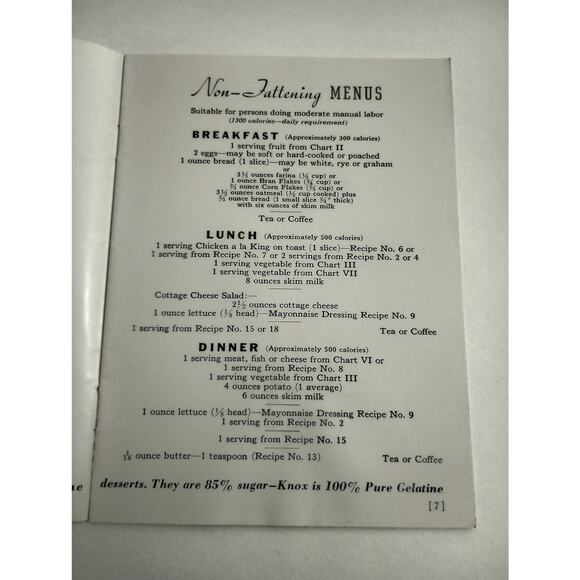 Non-Fattening MENUS
Suitable for persons doing moderate manual labor
(1300 calories—daily requirement)
BREAKFAST (Approximately 300 calories)
1 serving fruit from Chart II
2 eggs—may be soft or hard-cooked or poached
1 ounce bread (1 slice)—may be white, rye or graham
or
3½ ounces farina (½ cup) or
1 ounce Bran Flakes (¾ cup) or
ounce Corn Flakes (¾ cup) or
3½ ounces oatmeal (½ cup cooked) plus
ounce bread (1 small slice thick)
with six ounces of skim milk
Tea or Coffee
LUNCH (Approximately 500 calories)
1 serving Chicken a la King on toast (1 slice)—Recipe No. 6 or
1 serving from Recipe No. 7 or 2 servings from Recipe No. 2 or 4
1 serving vegetable from Chart III
1 serving vegetable from Chart VII
8 ounces skim milk
Cottage Cheese Salad:—
2½ ounces cottage cheese
1 ounce lettuce (⅛ head)—Mayonnaise Dressing Recipe No. 9
1 serving from Recipe No. 15 or 18 Tea or Coffee
DINNER (Approximately 500 calories)
1 serving meat, fish or cheese from Chart VI or
1 serving from Recipe No. 8
1 serving vegetable from Chart III
4 ounces potato (1 average)
6 ounces skim milk
1 ounce lettuce (⅛ head)—Mayonnaise Dressing Recipe No. 9
1 serving from Recipe No. 2
1 serving from Recipe No. 15
ounce butter—1 teaspoon (Recipe No. 13) Tea or Coffee
ne desserts. They are 85% sugar—Knox is 100% Pure Gelatine
[7]